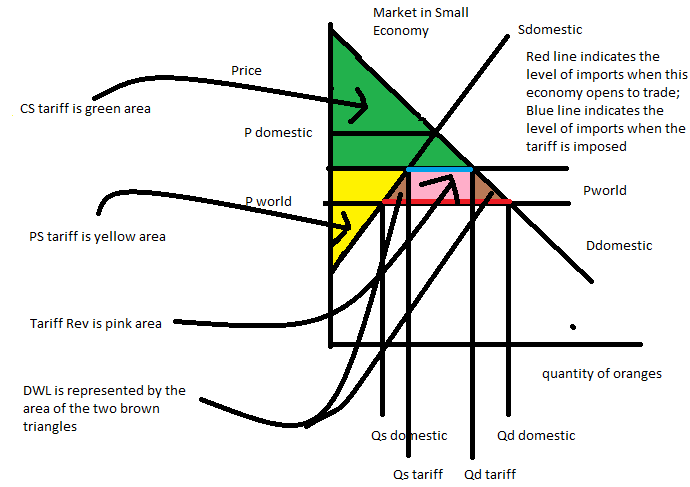 Market in Small
Economy
Sdomestic
Red line indicates the
level of imports when this
economy opens to trade;
Blue line indicates the
level of imports when the
tariff is imposed
Price
CS tariff is green area
P domestic
Pworld
P world
PS tariff is yellow area
Ddomestic
Tariff Rev is pink area
quantity of oranges
DWL is represented by the
area of the two brown
triangles
Qs domestic
Qd domestic
Qs tariff
Qd tariff